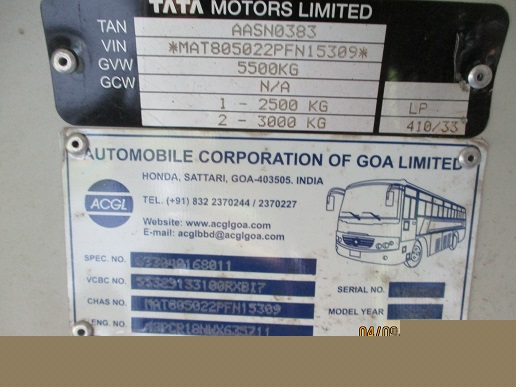 TATA MOTORS LIMITED
TAN AASN0383
VIN *MAT805022PFN15309*
GVW 5500KG
GCW N/A
1 - 2500 KG LP
2 - 3000 KG 410/33
AUTOMOBILE CORPORATION OF GOA LIMITED
HONDA, SATTARI, GOA-403505. INDIA
ACGL
TEL. (+91) 832 2370244 / 2370227
Website: www.acglgoa.com
E-mail: acglbbd@acglgoa.com
SPEC. NO.
VCBC NO. SERIAL NO.
CHAS NO. MAT805022PFN15309
MODEL YEAR
ENG. NO.